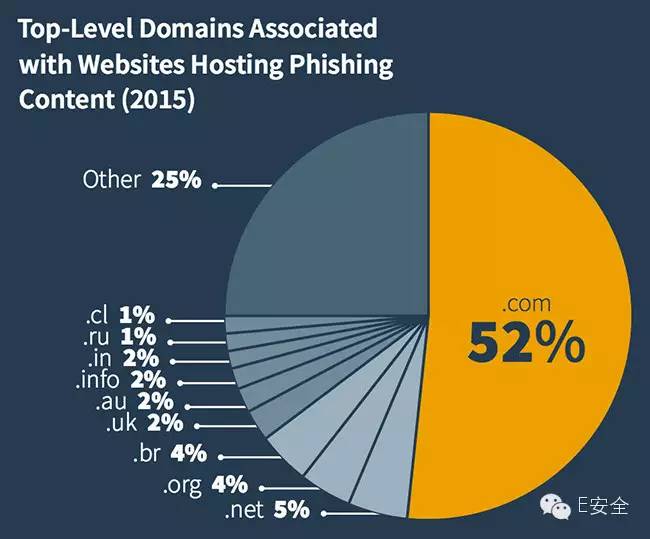 Top-Level Domains Associated
with Websites Hosting Phishing
Content (2015)
Other 25%
.com
52%
.cl 1%
.ru 1%
.in 2%
.info 2%
.au 2%
.uk 2%
.br 4%
.org 4%
.net 5%
E安全